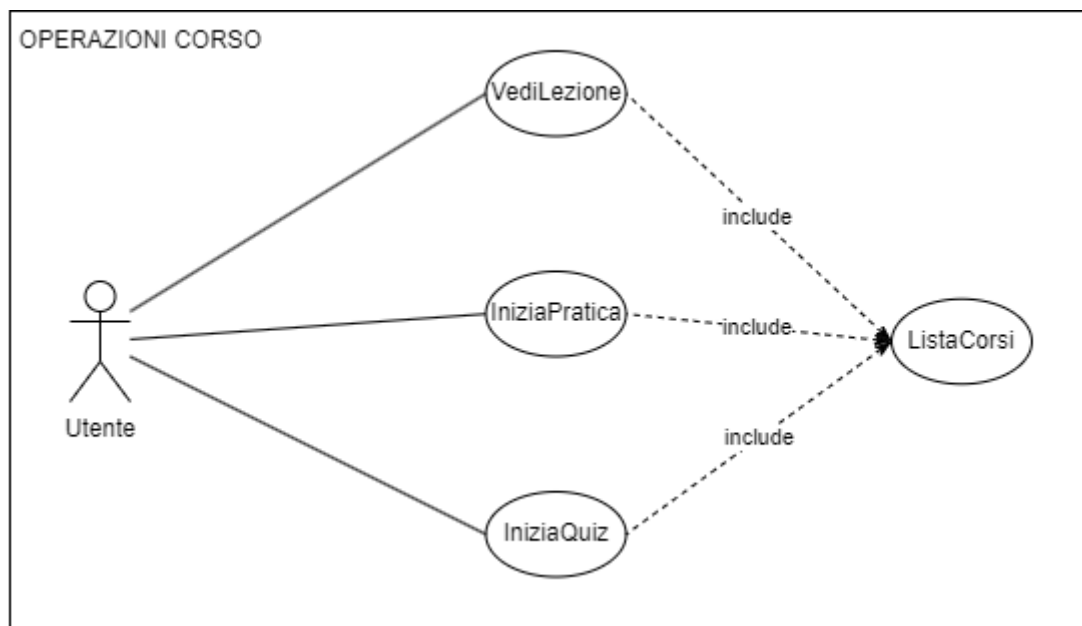 OPERAZIONI CORSO
VediLezione
include
IniziaPratica
include
ListaCorsi
Utente
include
IniziaQuiz